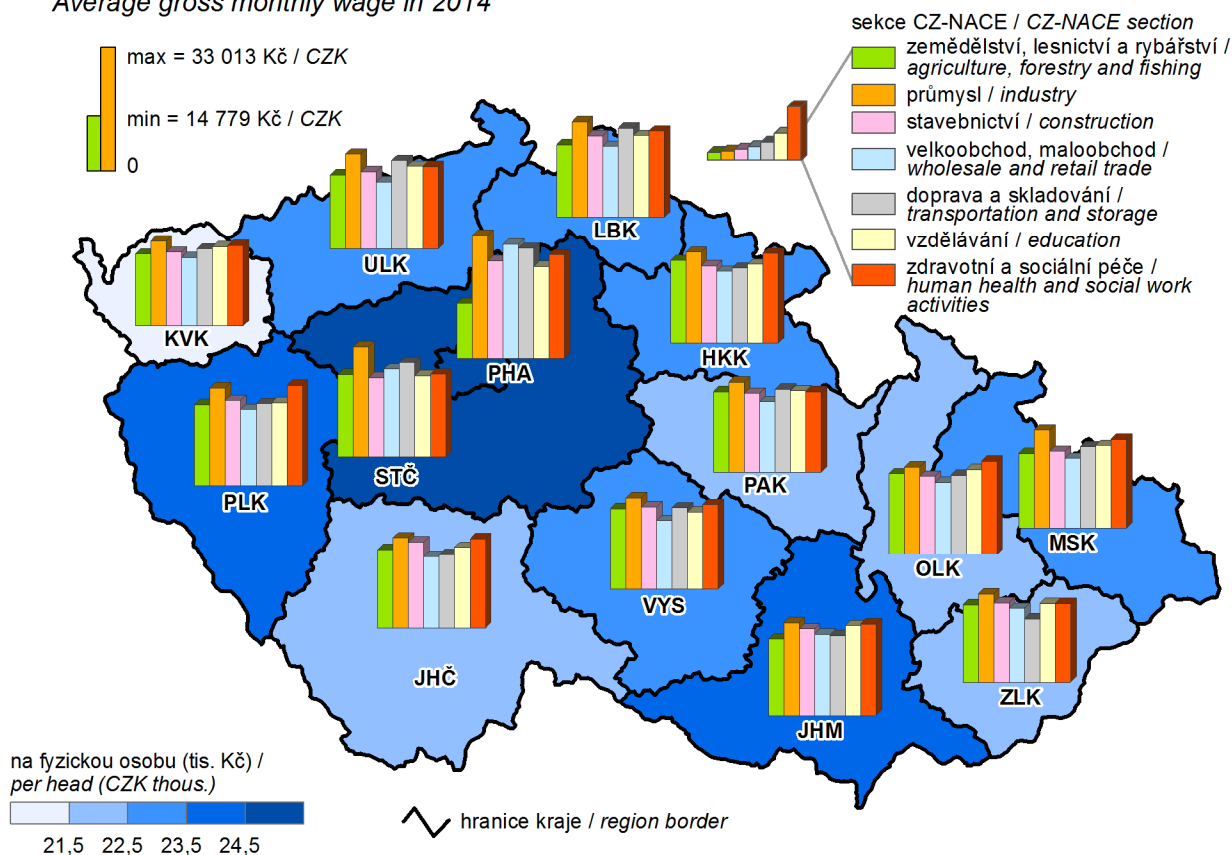 Average gross monthly wage in 2014
max = 33 013 Kč / CZK
min = 14 779 Kč / CZK
0
sekce CZ-NACE / CZ-NACE section
zemědělství, lesnictví a rybářství /
agriculture, forestry and fishing
průmysl / industry
stavebnictví / construction
velkoobchod, maloobchod /
wholesale and retail trade
doprava a skladování /
transportation and storage
vzdělávání / education
zdravotní a sociální péče /
human health and social work
activities
LBK
ULK
KVK
HKK
PHA
STČ
PAK
PLK
MSK
OLK
VYS
JHČ
ZLK
JHM
na fyzickou osobu (tis. Kč) /
per head (CZK thous.)
21,5 22,5 23,5 24,5
hranice kraje / region border